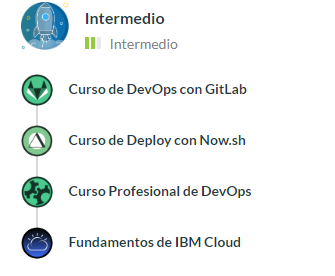 Intermedio
Intermedio
Curso de DevOps con GitLab
Curso de Deploy con Now.sh
Curso Profesional de DevOps
Fundamentos de IBM Cloud